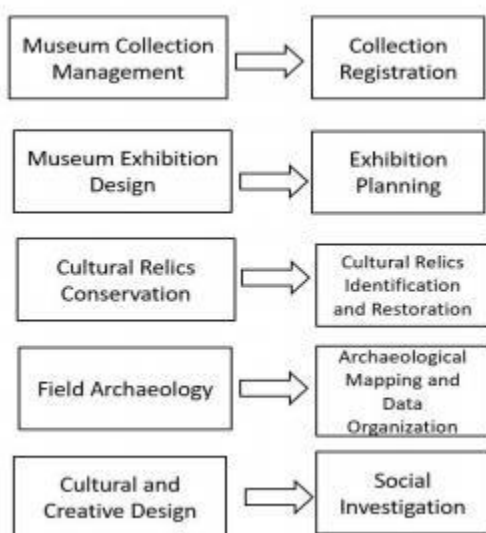 Museum Collection
Management
Collection
Registration
Museum Exhibition
Design
Exhibition
Planning
Cultural Relics
Conservation
Cultural Relics
Identification
and Restoration
Field Archaeology
Archaeological
Mapping and
Data
Organization
Cultural and
Creative Design
Social
Investigation